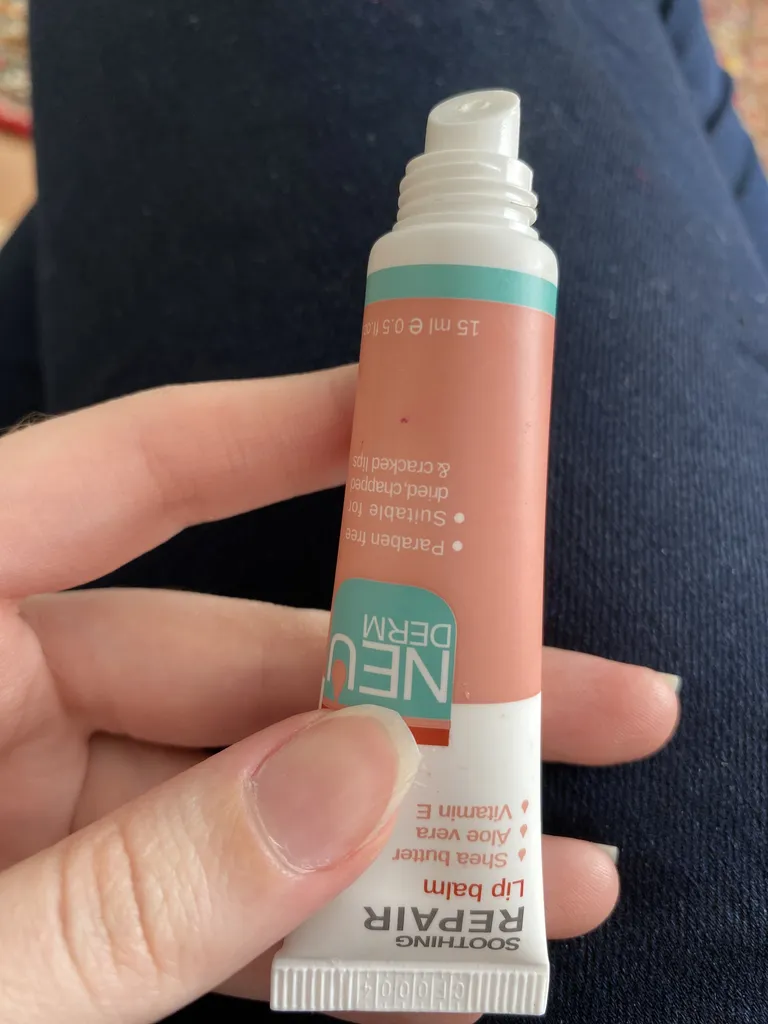 SOOTHING
REPAIR
Lip balm
Shea butter
Aloe vera
Vitamin E
NEU
DERM
• Paraben free
• Suitable for
dried,chapped
& cracked lips
15 ml e 0.5 fl.oz